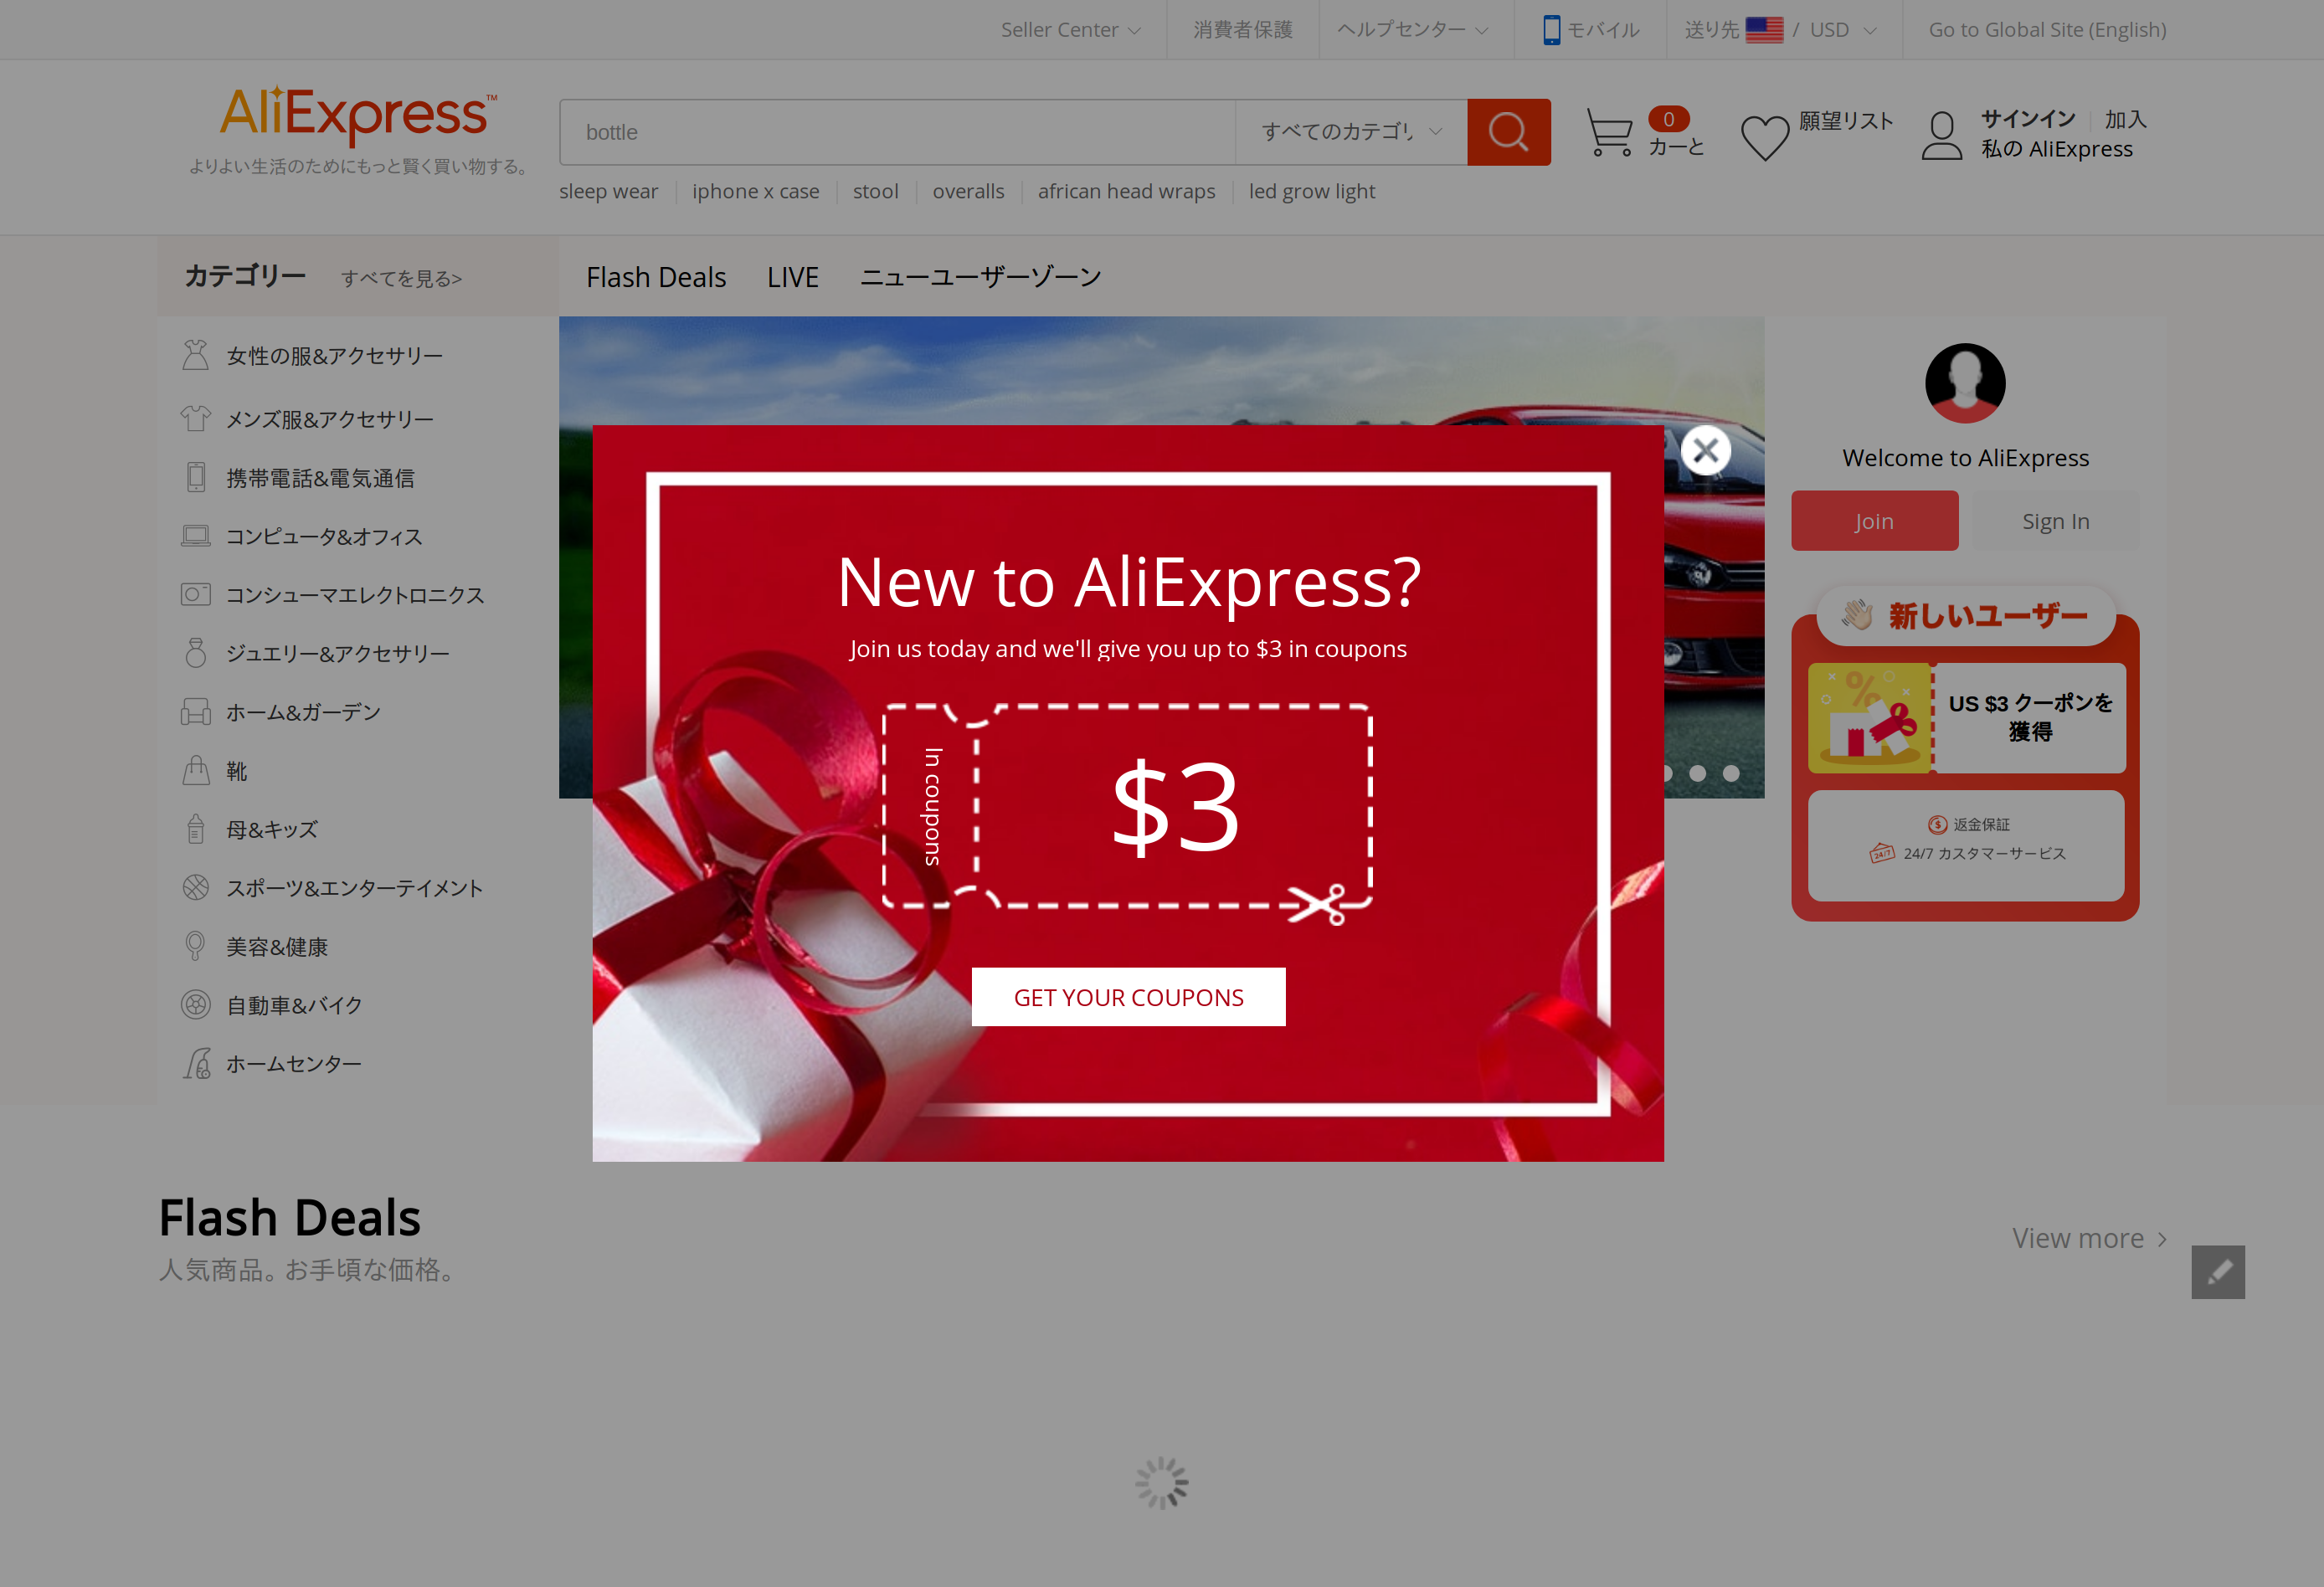 Seller Center
消費者保護
ヘルプセンター
モバイル
送り先 / USD
Go to Global Site (English)
AliExpress™
よりよい生活のためにもっと賢く買い物する。
bottle
すべてのカテゴリ
0
カーと
願望リスト
サインイン 加入
私の AliExpress
sleep wear
iphone x case
stool
overalls
african head wraps
led grow light
カテゴリー すべてを見る>
Flash Deals LIVE ニューユーザーゾーン
女性の服&アクセサリー
メンズ服&アクセサリー
携帯電話&電気通信
コンピュータ&オフィス
コンシューマエレクトロニクス
ジュエリー&アクセサリー
ホーム&ガーデン
靴
母&キッズ
スポーツ&エンターテイメント
美容&健康
自動車&バイク
ホームセンター
New to AliExpress?
Join us today and we'll give you up to $3 in coupons
In coupons
$3
GET YOUR COUPONS
Welcome to AliExpress
Join Sign In
新しいユーザー
US $3 クーポンを
獲得
返金保証
24/7 カスタマーサービス
Flash Deals
人気商品。お手頃な価格。
View more